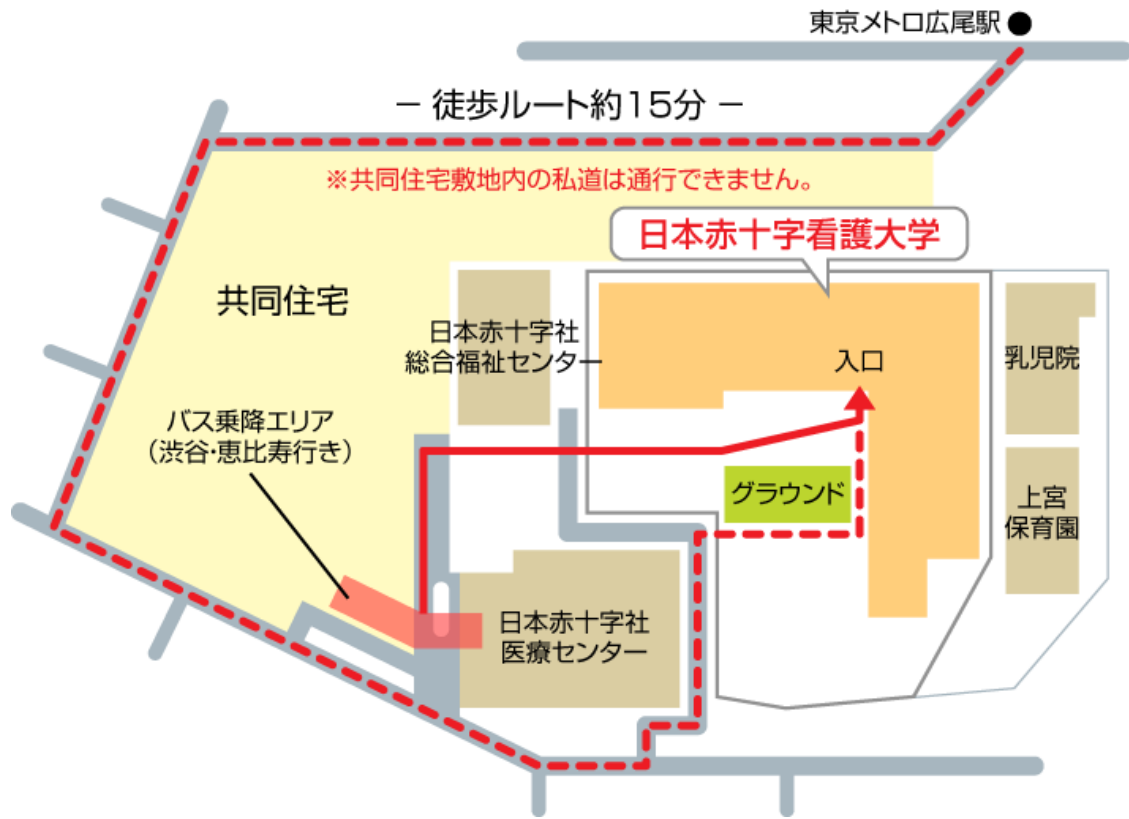 東京メトロ広尾駅
− 徒歩ルート約15分 −
※共同住宅敷地内の私道は通行できません。
日本赤十字看護大学
共同住宅
日本赤十字社
総合福祉センター
入口
乳児院
バス乗降エリア
（渋谷・恵比寿行き）
グラウンド
上宮
保育園
日本赤十字社
医療センター